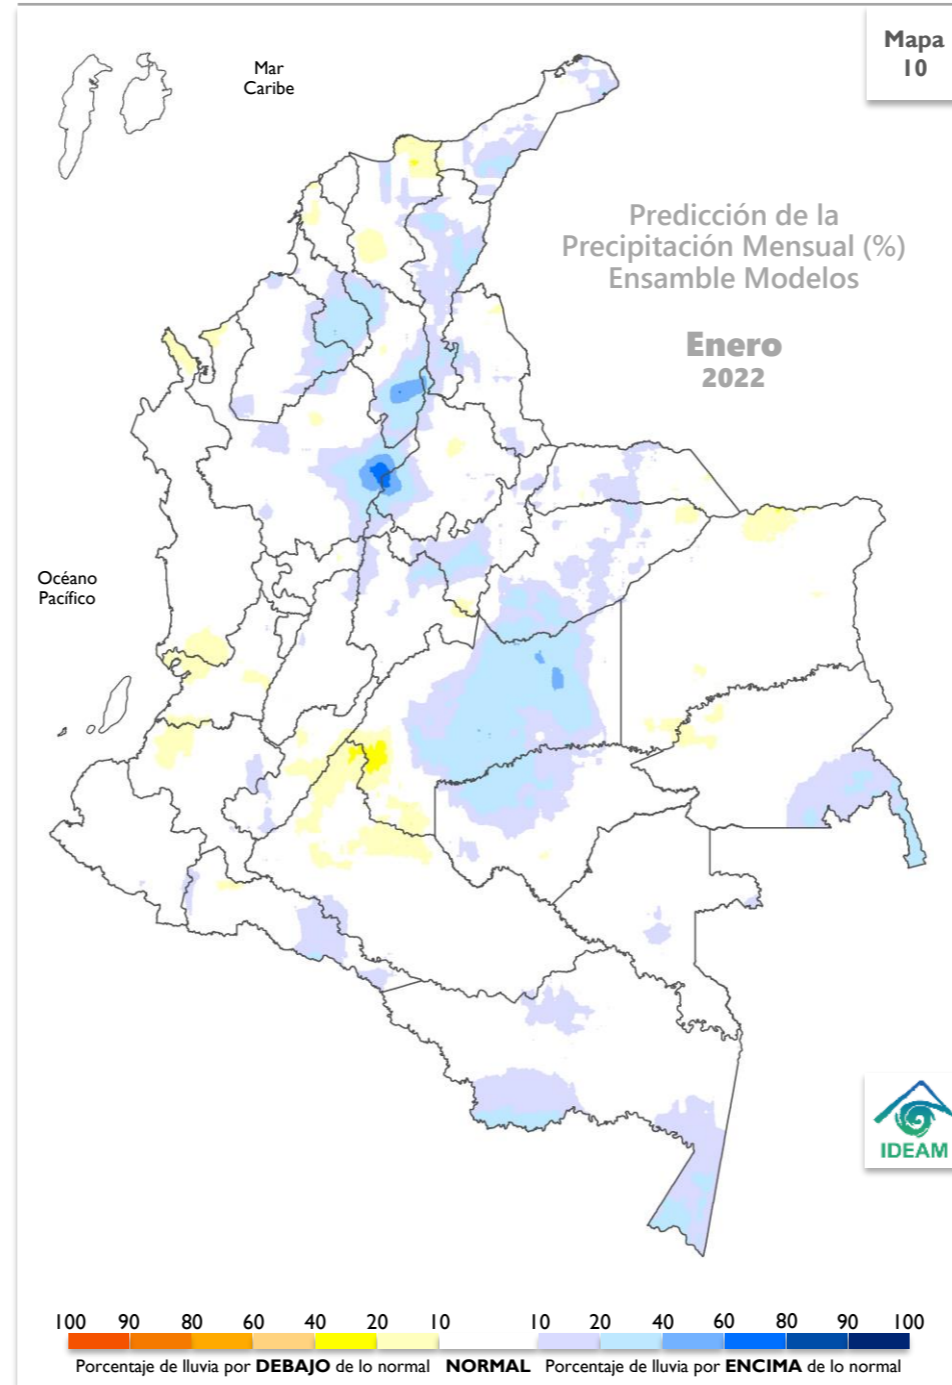 Mapa
10
Mar
Caribe
Predicción de la
Precipitación Mensual (%)
Ensamble Modelos
Enero
2022
Océano
Pacífico
IDEAM
100 90 80 60 40 20 10 10 20 40 60 80 90 100
Porcentaje de lluvia por DEBAJO de lo normal NORMAL Porcentaje de lluvia por ENCIMA de lo normal